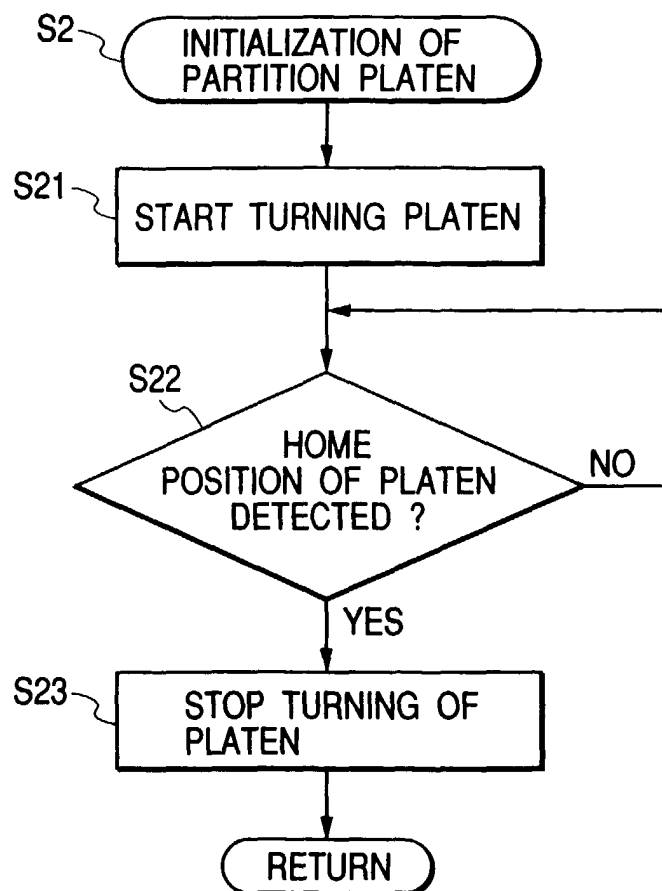 S2
INITIALIZATION OF
PARTITION PLATEN
S21
START TURNING PLATEN
S22
HOME
POSITION OF PLATEN
DETECTED ?
NO
YES
S23
STOP TURNING OF
PLATEN
RETURN